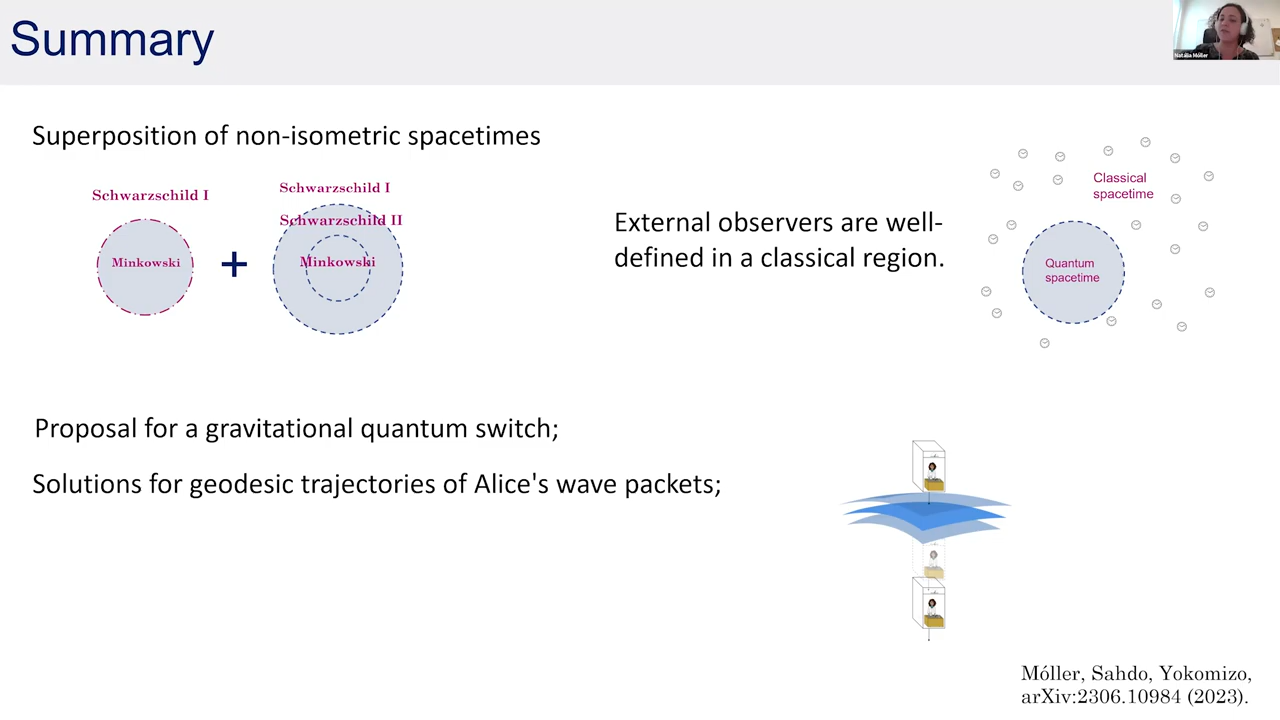 Summary
Natália Móller
Superposition of non-isometric spacetimes
Schwarzschild I
Minkowski
+
Schwarzschild I
Schwarzschild II
Minkowski
External observers are well-
defined in a classical region.
Classical
spacetime
Quantum
spacetime
Proposal for a gravitational quantum switch;
Solutions for geodesic trajectories of Alice's wave packets;
Móller, Sahdo, Yokomizo,
arXiv:2306.10984 (2023).